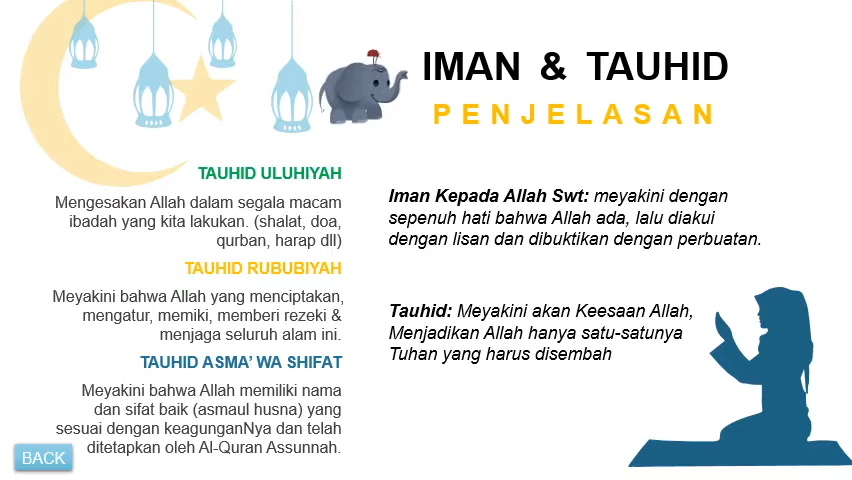 IMAN & TAUHID
PENJELASAN
TAUHID ULUHIYAH
Mengesakan Allah dalam segala macam
ibadah yang kita lakukan. (shalat, doa,
qurban, harap dll)
TAUHID RUBUBIYAH
Meyakini bahwa Allah yang menciptakan,
mengatur, memiki, memberi rezeki &
menjaga seluruh alam ini.
TAUHID ASMA’ WA SHIFAT
Meyakini bahwa Allah memiliki nama
dan sifat baik (asmaul husna) yang
sesuai dengan keagunganNya dan telah
ditetapkan oleh Al-Quran Assunnah.
Iman Kepada Allah Swt: meyakini dengan
sepenuh hati bahwa Allah ada, lalu diakui
dengan lisan dan dibuktikan dengan perbuatan.
Tauhid: Meyakini akan Keesaan Allah,
Menjadikan Allah hanya satu-satunya
Tuhan yang harus disembah
BACK